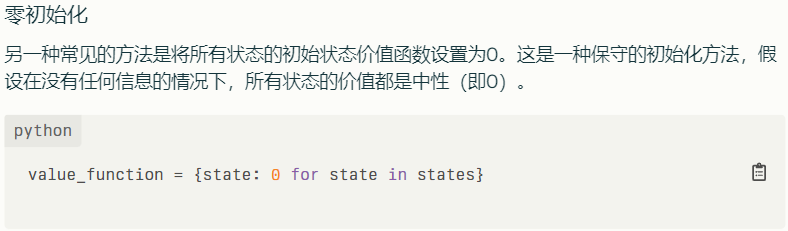 零初始化
另一种常见的方法是将所有状态的初始状态价值函数设置为0。这是一种保守的初始化方法，假
设在没有任何信息的情况下，所有状态的价值都是中性（即0）。
python
value_function = {state: 0 for state in states}